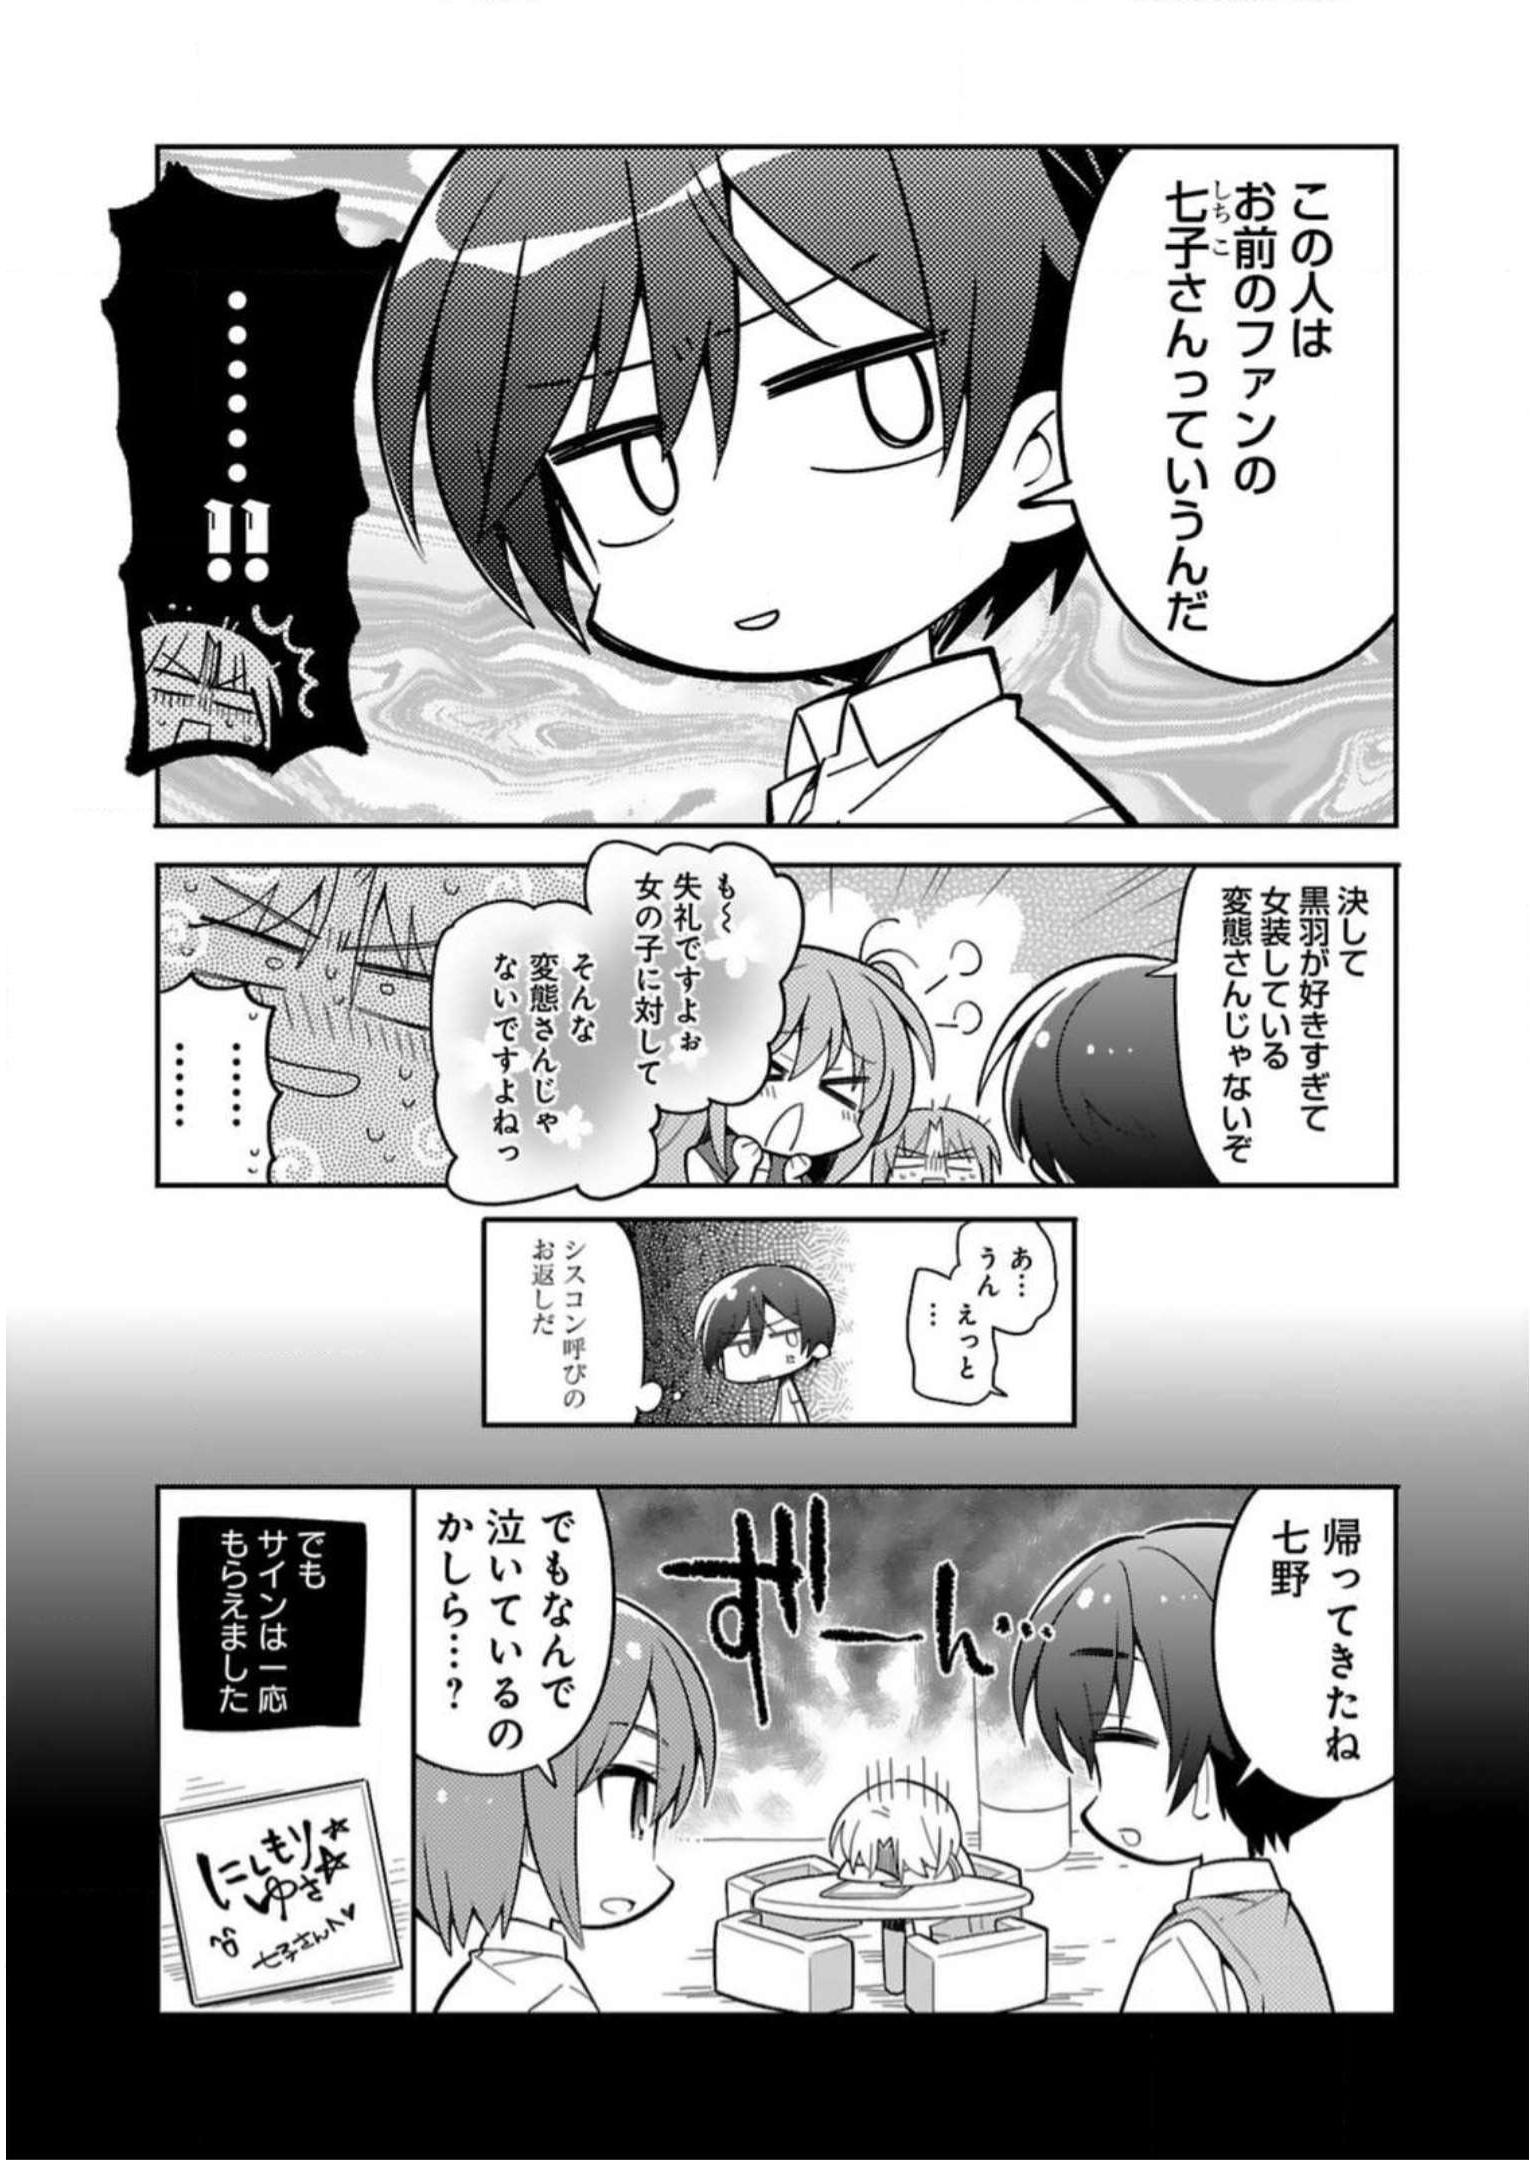 この人は
お前のファンの
七子さんっていうんだ
しちこ
……‼
決して
黒羽が好きすぎて
女装している
変態さんじゃないぞ
も〜
失礼ですよぉ
女の子に対して
そんな
変態さんじゃ
ないですよねっ
……
……
あ…
うん えっと
…
シスコン呼びの
お返しだ
帰ってきたね
七野
ずーん…
でもなんで
泣いているの
かしら…？
でも
サインは一応
もらえました
にしもり
ゆさ
七子さんへ♥